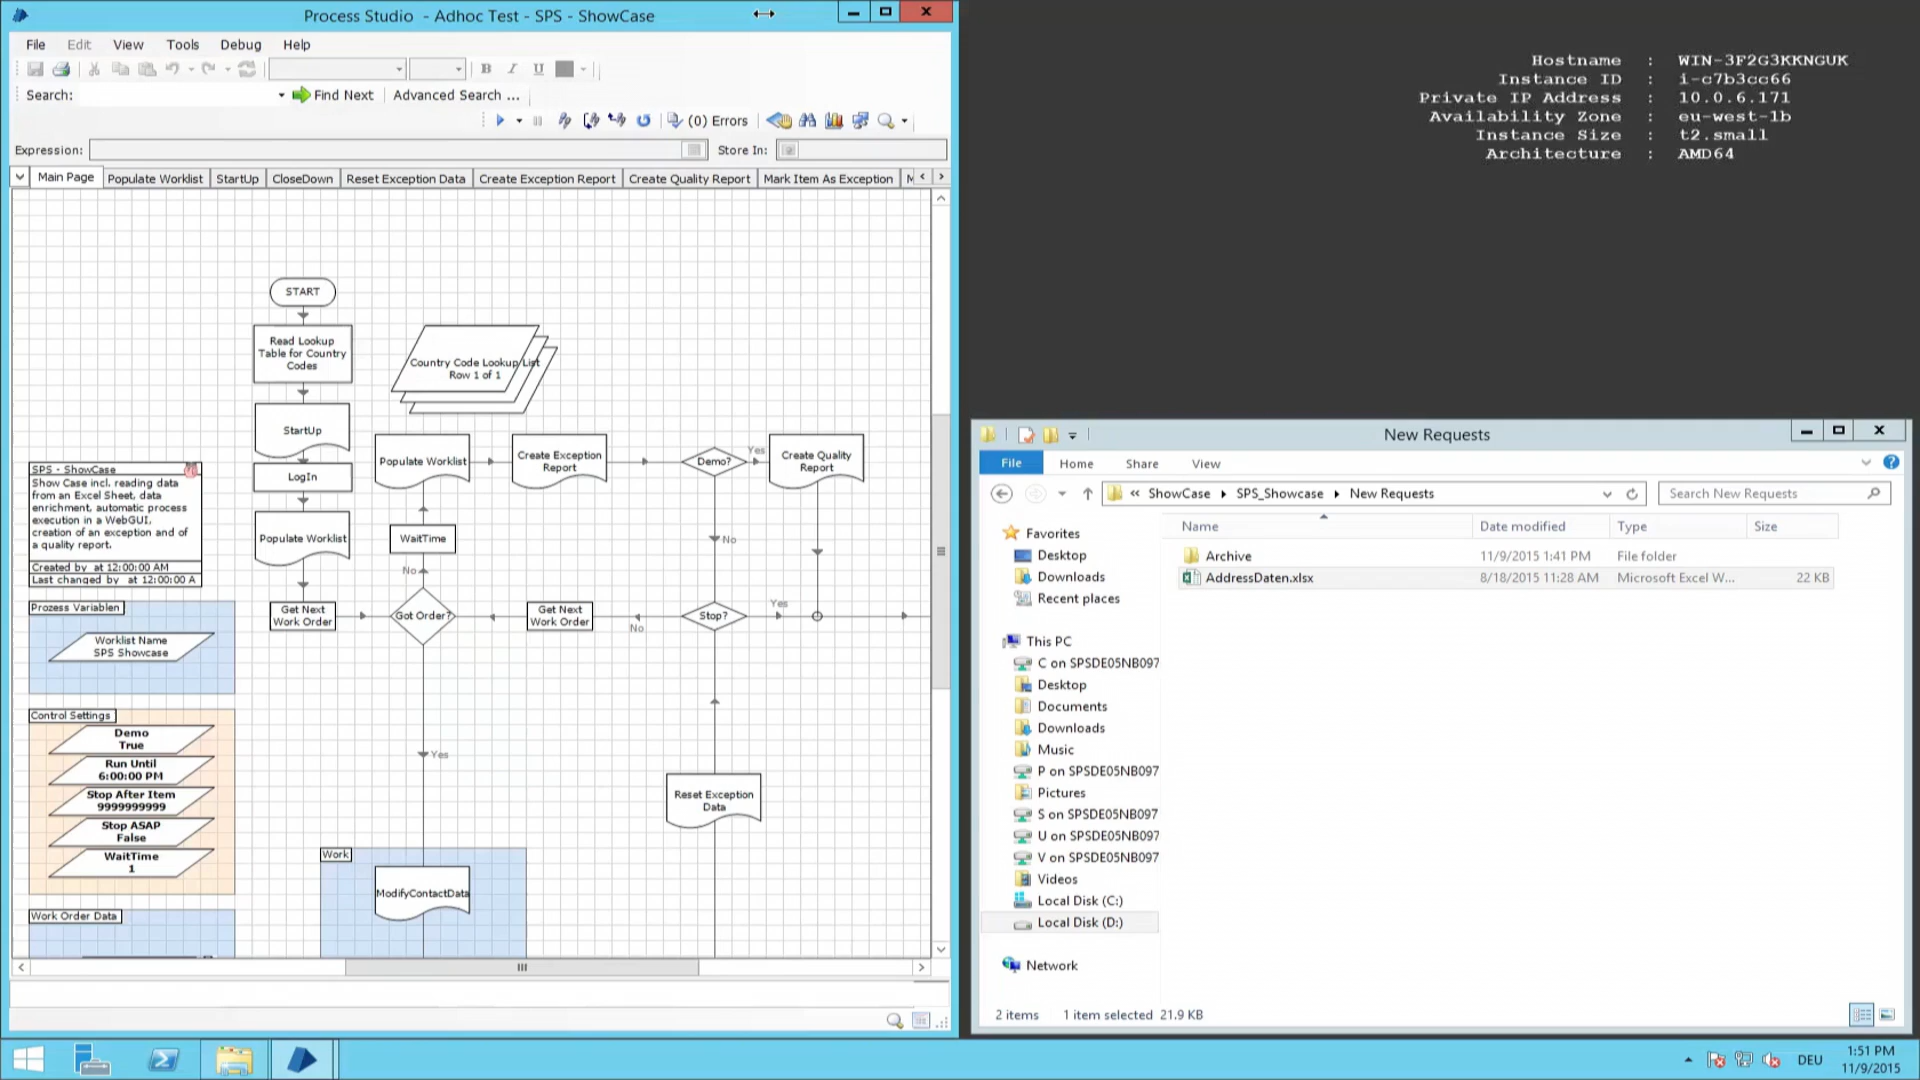 Process Studio  - Adhoc Test - SPS - ShowCase
File Edit View Tools Debug Help
B I U
Search: Find Next Advanced Search ...
(0) Errors
Expression: Store In:
Main Page Populate Worklist StartUp CloseDown Reset Exception Data Create Exception Report Create Quality Report Mark Item As Exception
START
Read Lookup
Table for Country
Codes
Country Code Lookup List
Row 1 of 1
StartUp
LogIn
Populate Worklist
Populate Worklist
Create Exception
Report
Demo?
Yes
Create Quality
Report
WaitTime
No
No
Get Next
Work Order
Got Order?
Get Next
Work Order
No
Stop?
Yes
Yes
Reset Exception
Data
Work
ModifyContactData
SPS - ShowCase
Show Case incl. reading data
from an Excel Sheet, data
enrichment, automatic process
execution in a WebGUI,
creation of an exception and of
a quality report.
Created by  at 12:00:00 AM
Last changed by  at 12:00:00 A
Prozess Variablen
Worklist Name
SPS Showcase
Control Settings
Demo
True
Run Until
6:00:00 PM
Stop After Item
9999999999
Stop ASAP
False
WaitTime
1
Work Order Data
Hostname : WIN-3F2G3KKNGUK
Instance ID : i-c7b3cc66
Private IP Address : 10.0.6.171
Availability Zone : eu-west-1b
Instance Size : t2.small
Architecture : AMD64
New Requests
File Home Share View
« ShowCase SPS_Showcase New Requests Search New Requests
Name Date modified Type Size
Archive 11/9/2015 1:41 PM File folder
AddressDaten.xlsx 8/18/2015 11:28 AM Microsoft Excel W... 22 KB
Favorites
Desktop
Downloads
Recent places
This PC
C on SPSDE05NB097
Desktop
Documents
Downloads
Music
P on SPSDE05NB097
Pictures
S on SPSDE05NB097
U on SPSDE05NB097
V on SPSDE05NB097
Videos
Local Disk (C:)
Local Disk (D:)
Network
2 items 1 item selected 21.9 KB
DEU 1:51 PM
11/9/2015